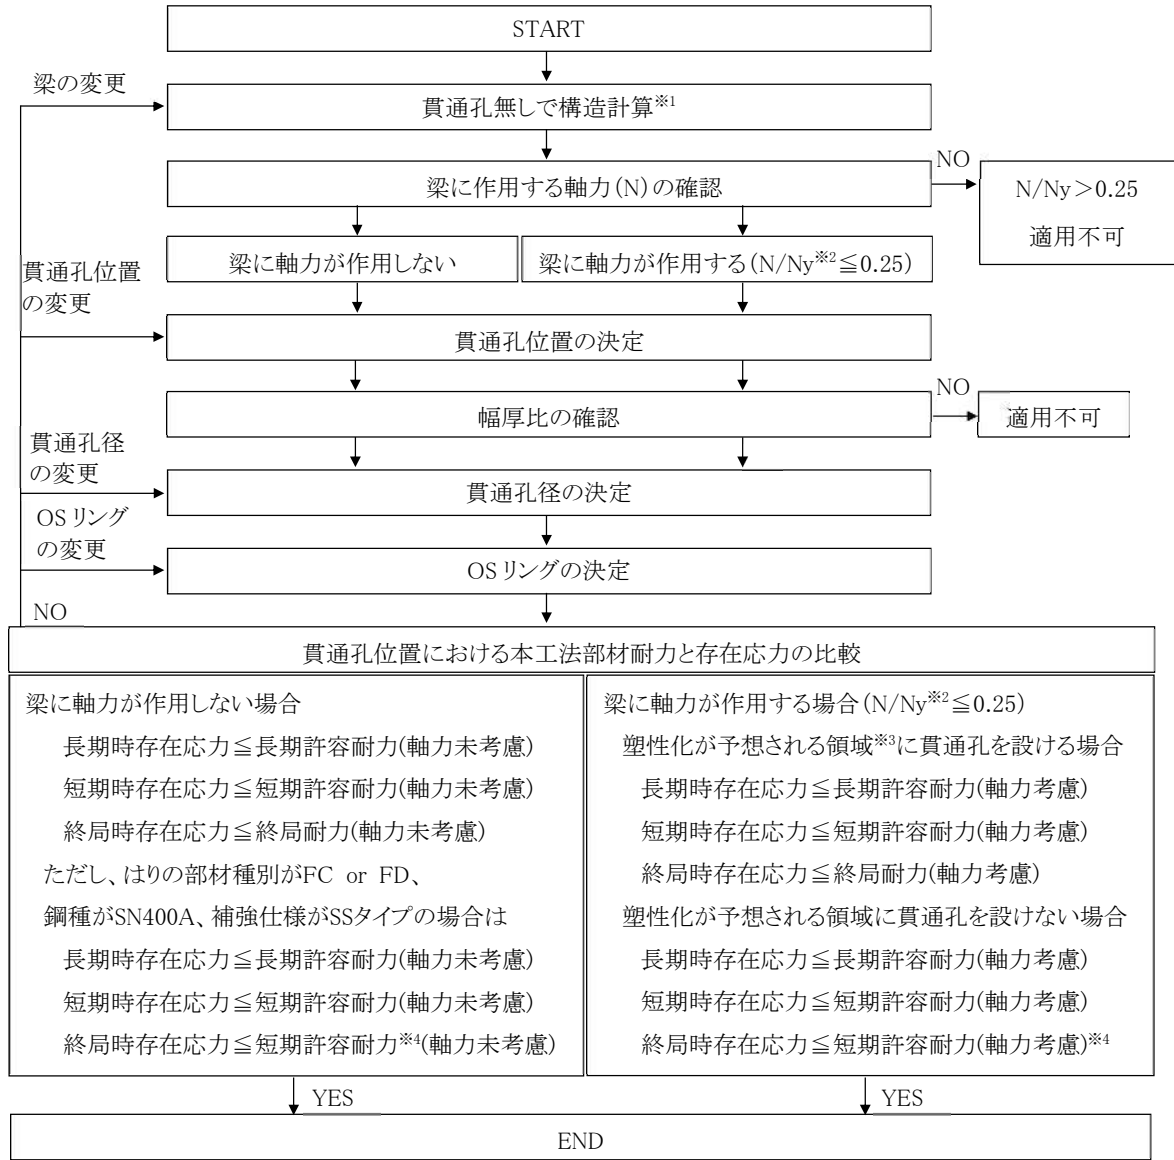 START
梁の変更
貫通孔無しで構造計算※1
梁に作用する軸力(N)の確認
NO
N/Ny＞0.25
適用不可
梁に軸力が作用しない
梁に軸力が作用する(N/Ny※2≦0.25)
貫通孔位置
の変更
貫通孔位置の決定
幅厚比の確認
NO
適用不可
貫通孔径
の変更
貫通孔径の決定
OSリング
の変更
OSリングの決定
NO
貫通孔位置における本工法部材耐力と存在応力の比較
梁に軸力が作用しない場合
長期時存在応力≦長期許容耐力(軸力未考慮)
短期時存在応力≦短期許容耐力(軸力未考慮)
終局時存在応力≦終局耐力(軸力未考慮)
ただし、はりの部材種別がFC or FD、
鋼種がSN400A、補強仕様がSSタイプの場合は
長期時存在応力≦長期許容耐力(軸力未考慮)
短期時存在応力≦短期許容耐力(軸力未考慮)
終局時存在応力≦短期許容耐力※4(軸力未考慮)
梁に軸力が作用する場合(N/Ny※2≦0.25)
塑性化が予想される領域※3に貫通孔を設ける場合
長期時存在応力≦長期許容耐力(軸力考慮)
短期時存在応力≦短期許容耐力(軸力考慮)
終局時存在応力≦終局耐力(軸力考慮)
塑性化が予想される領域に貫通孔を設けない場合
長期時存在応力≦長期許容耐力(軸力考慮)
短期時存在応力≦短期許容耐力(軸力考慮)
終局時存在応力≦短期許容耐力(軸力考慮)※4
YES
YES
END